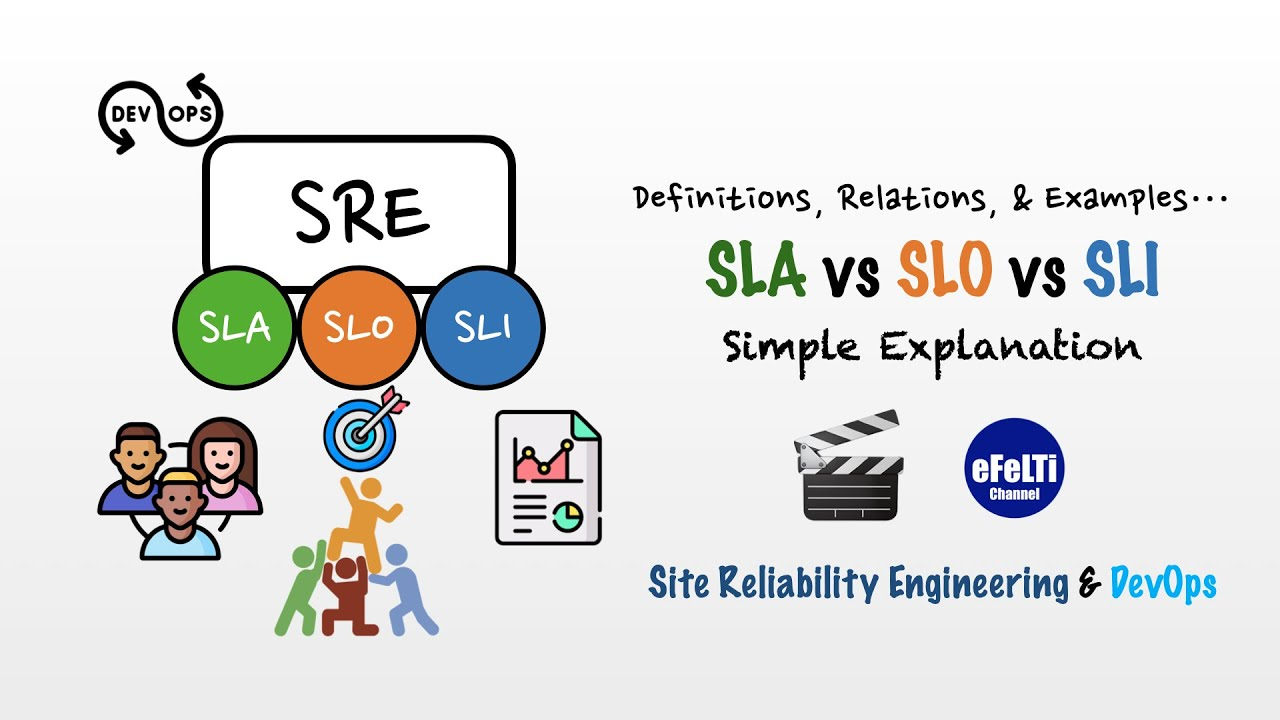 DEV OPS
SRE
SLA SLO SLI
Definitions, Relations, & Examples...
SLA vs SLO vs SLI
Simple Explanation
eFeLTi
Channel
Site Reliability Engineering & DevOps